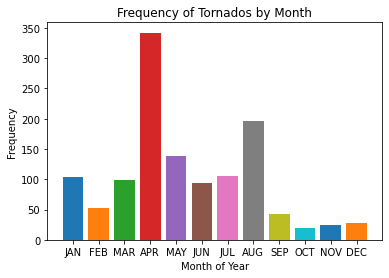 Frequency of Tornados by Month
Frequency
350
300
250
200
150
100
50
0
JAN FEB MAR APR MAY JUN JUL AUG SEP OCT NOV DEC
Month of Year